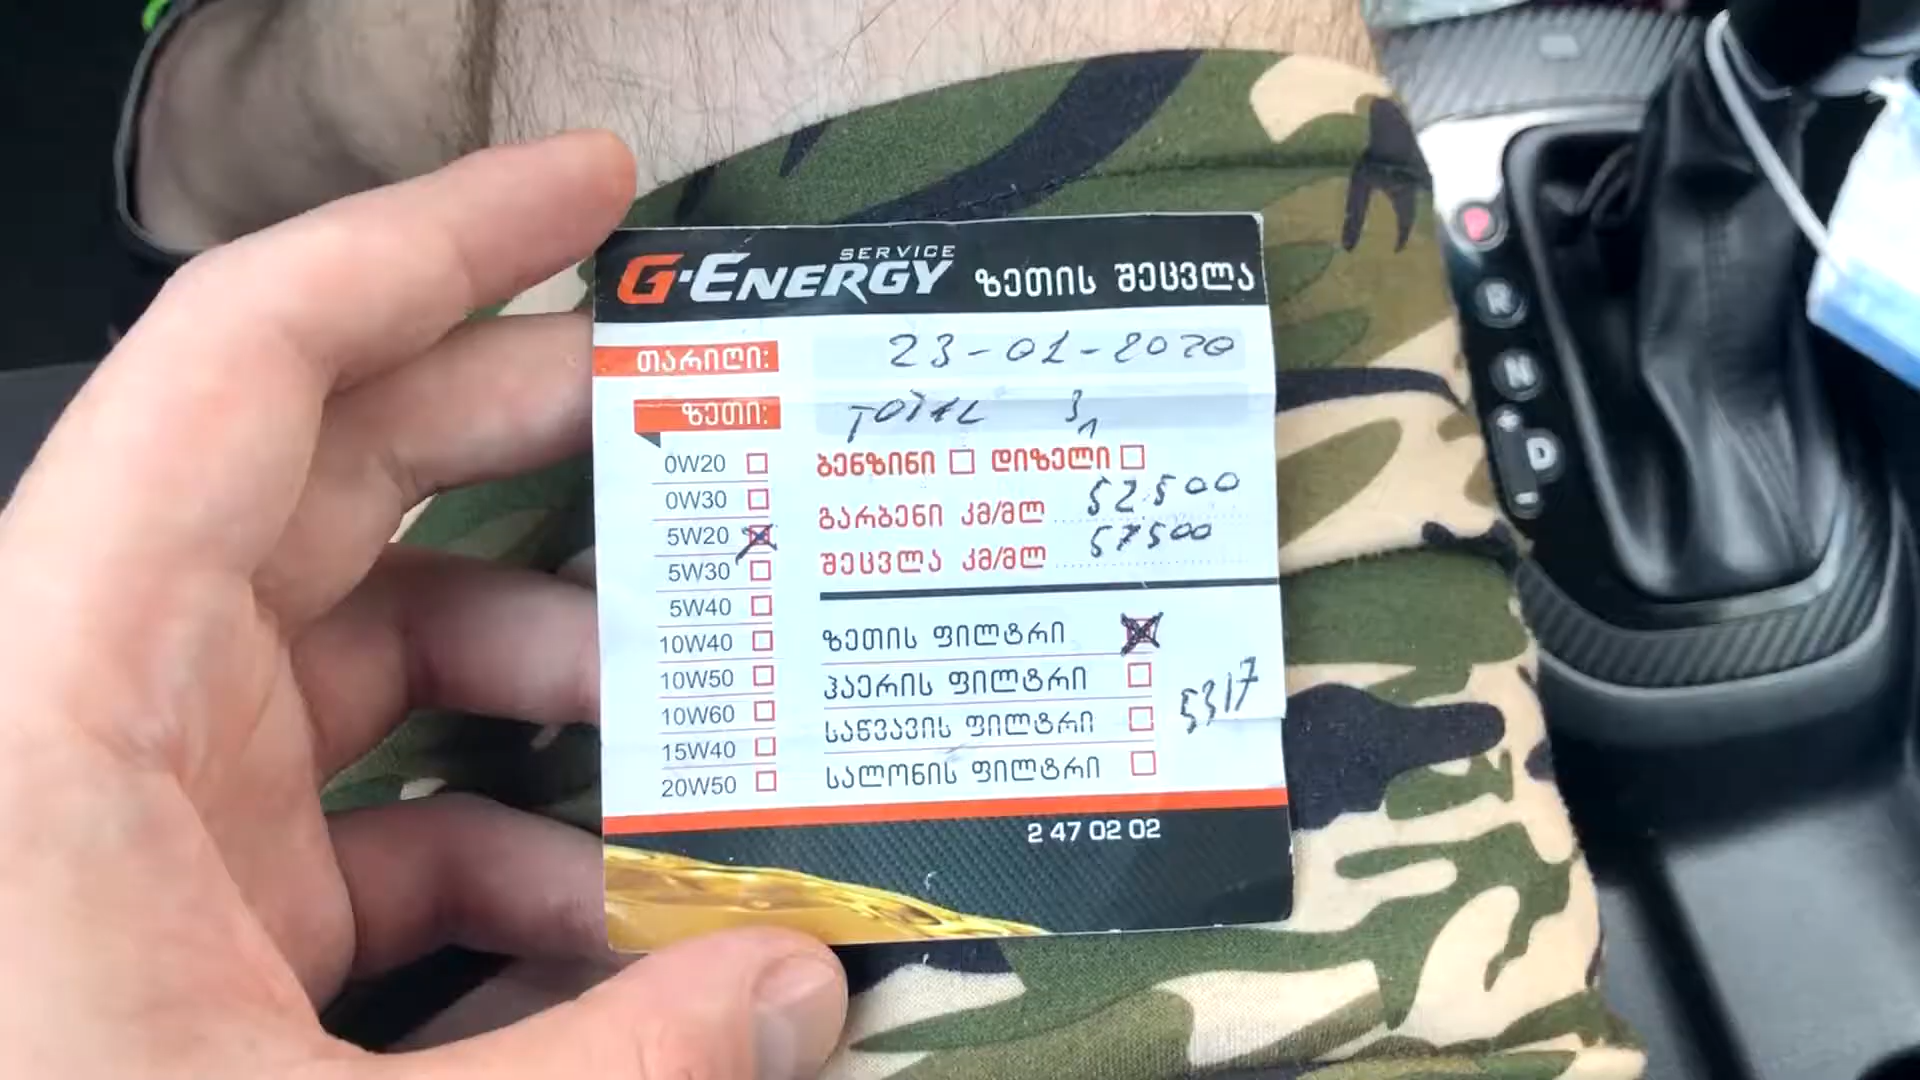 SERVICE
G-ENERGY ზეთის შეცვლა
თარიღი: 23-01-2020
ზეთი: TOTAL
0W20
0W30
5W20
5W30
5W40
10W40
10W50
10W60
15W40
20W50
ბენზინი დიზელი
გარბენი კმ/მლ 52500
შეცვლა კმ/მლ 57500
ზეთის ფილტრი
ჰაერის ფილტრი
საწვავის ფილტრი
სალონის ფილტრი
5317
2 47 02 02
R
N
+
D